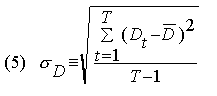 (5) σ_D ≡ √( Σ_{t=1}^{T} (D_t − D̅)² / (T−1) )